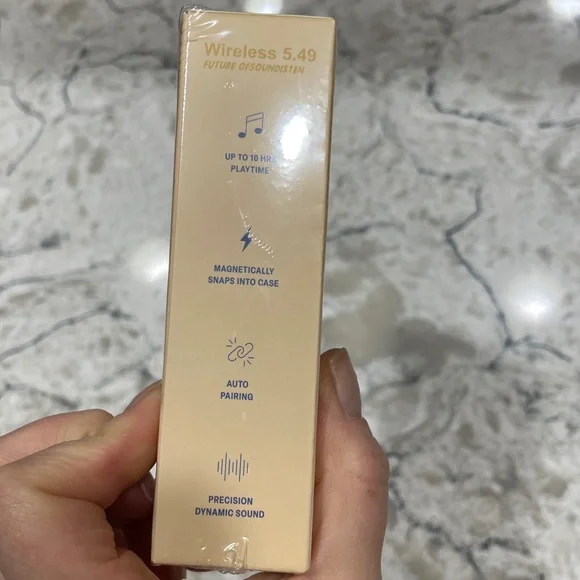 Wireless 5.49
FUTURE OFSOUNDISTEN
UP TO 10 HR
PLAYTIME
MAGNETICALLY
SNAPS INTO CASE
AUTO
PAIRING
PRECISION
DYNAMIC SOUND